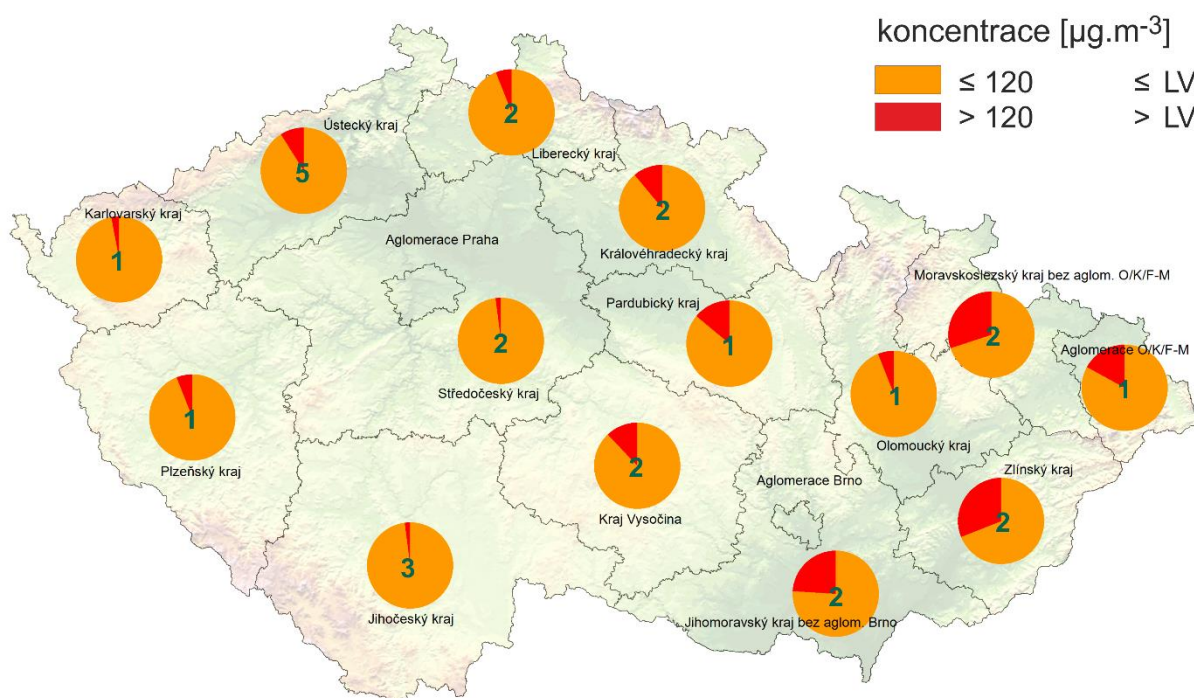 koncentrace [µg.m-3]
≤ 120 ≤ LV
> 120 > LV
2
Ústecký kraj
Liberecký kraj
5
2
Karlovarský kraj
Aglomerace Praha
Královéhradecký kraj
1
Moravskoslezský kraj bez aglom. O/K/F-M
Pardubický kraj
2
2
1
Aglomerace O/K/F-M
Středočeský kraj
1
1
1
Olomoucký kraj
Plzeňský kraj
2
Zlínský kraj
Aglomerace Brno
Kraj Vysočina
2
3
2
Jihočeský kraj
Jihomoravský kraj bez aglom. Brno